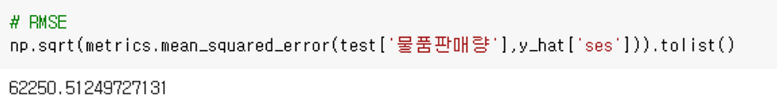 # RMSE
np.sqrt(metrics.mean_squared_error(test['물품판매량'],y_hat['ses'])).tolist()
62250.51249727131